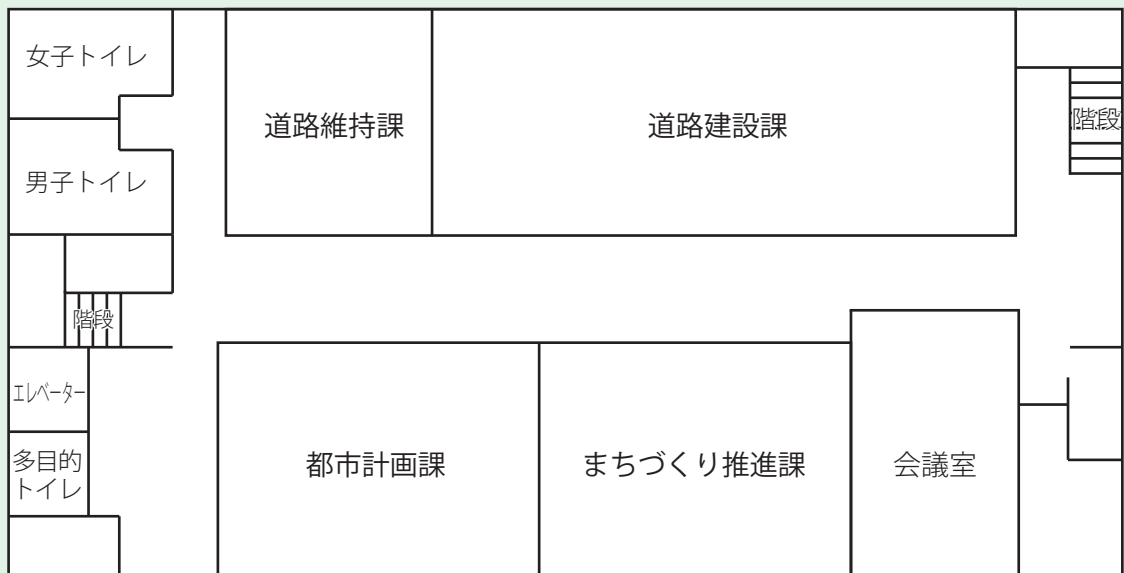 女子トイレ
道路維持課
道路建設課
階段
男子トイレ
階段
エレベーター
多目的
トイレ
都市計画課
まちづくり推進課
会議室